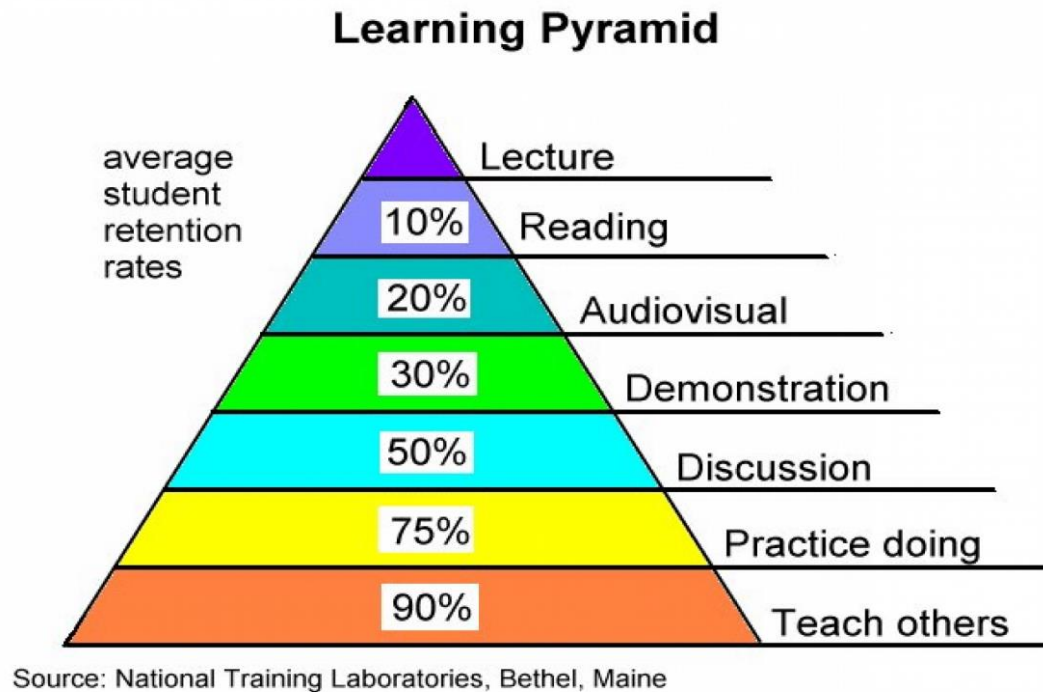 Learning Pyramid
average
student
retention
rates
Lecture
10%
Reading
20%
Audiovisual
30%
Demonstration
50%
Discussion
75%
Practice doing
90%
Teach others
Source: National Training Laboratories, Bethel, Maine